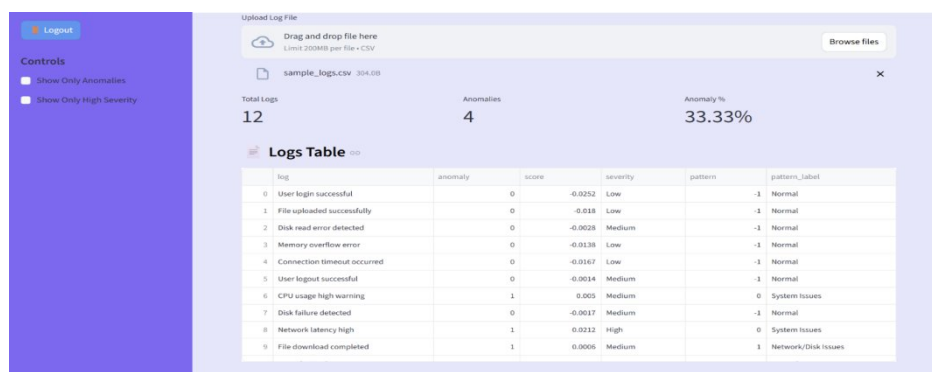 Logout
Controls
Show Only Anomalies
Show Only High Severity
Upload Log File
Drag and drop file here
Limit 200MB per file • CSV
Browse files
sample_logs.csv 304.0B
Total Logs
Anomalies
Anomaly %
12
4
33.33%
Logs Table
log anomaly score severity pattern pattern_label
0 User login successful 0 -0.0252 Low -1 Normal
1 File uploaded successfully 0 -0.018 Low -1 Normal
2 Disk read error detected 0 -0.0028 Medium -1 Normal
3 Memory overflow error 0 -0.0138 Low -1 Normal
4 Connection timeout occurred 0 -0.0167 Low -1 Normal
5 User logout successful 0 -0.0014 Medium -1 Normal
6 CPU usage high warning 1 0.005 Medium 0 System Issues
7 Disk failure detected 0 -0.0017 Medium -1 Normal
8 Network latency high 1 0.0212 High 0 System Issues
9 File download completed 1 0.0006 Medium 1 Network/Disk Issues